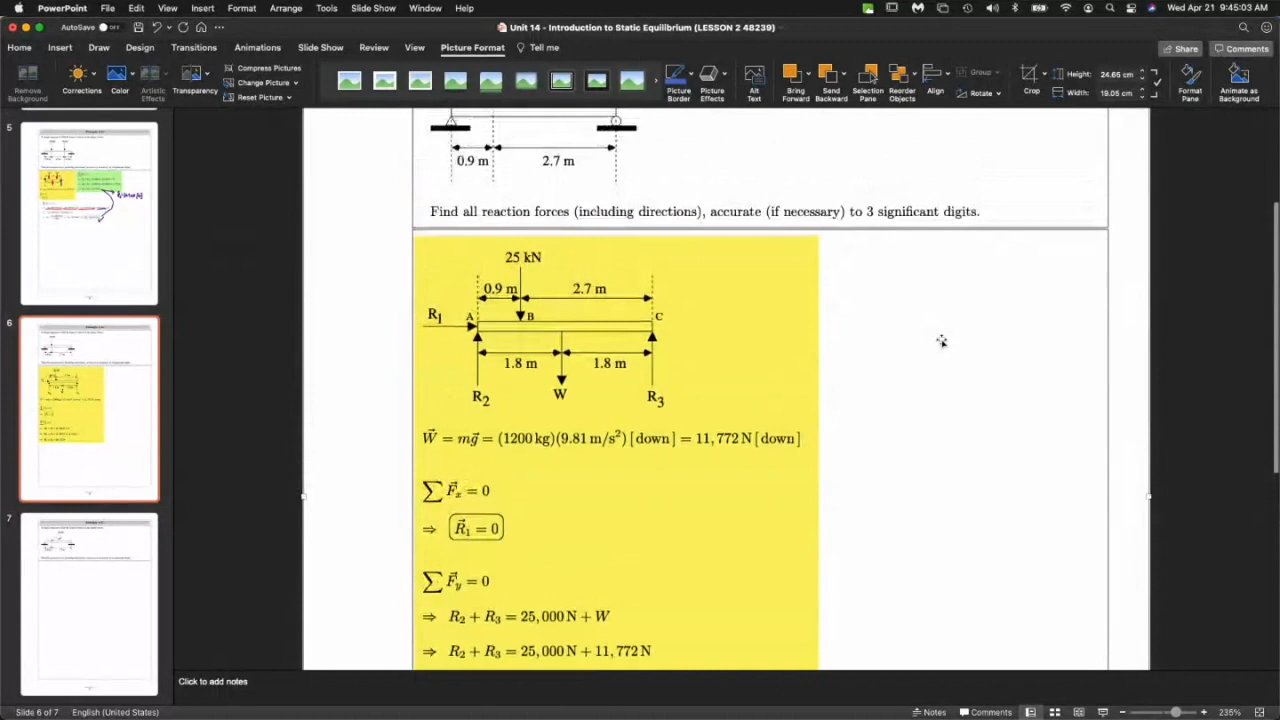 PowerPoint File Edit View Insert Format Arrange Tools Slide Show Window Help
Wed Apr 21 9:45:03 AM
AutoSave OFF
Unit 14 - Introduction to Static Equilibrium (LESSON 2 48239)
Home Insert Draw Design Transitions Animations Slide Show Review View Picture Format Tell me
Share Comments
Remove Background
Corrections
Color
Artistic Effects
Transparency
Compress Pictures
Change Picture
Reset Picture
Picture Border
Picture Effects
Alt Text
Bring Forward
Send Backward
Selection Pane
Reorder Objects
Align
Group
Rotate
Crop
Height: 24.65 cm
Width: 19.05 cm
Format Pane
Animate as Background
5
6
7
0.9 m 2.7 m
Find all reaction forces (including directions), accurate (if necessary) to 3 significant digits.
25 kN
0.9 m 2.7 m
R1 A B C
1.8 m 1.8 m
R2 W R3
W⃗ = mg⃗ = (1200 kg)(9.81 m/s²) [down] = 11,772 N [down]
∑ F⃗x = 0
⇒ R⃗1 = 0
∑ F⃗y = 0
⇒ R2 + R3 = 25,000 N + W
⇒ R2 + R3 = 25,000 N + 11,772 N
Click to add notes
Slide 6 of 7 English (United States)
Notes Comments 235%